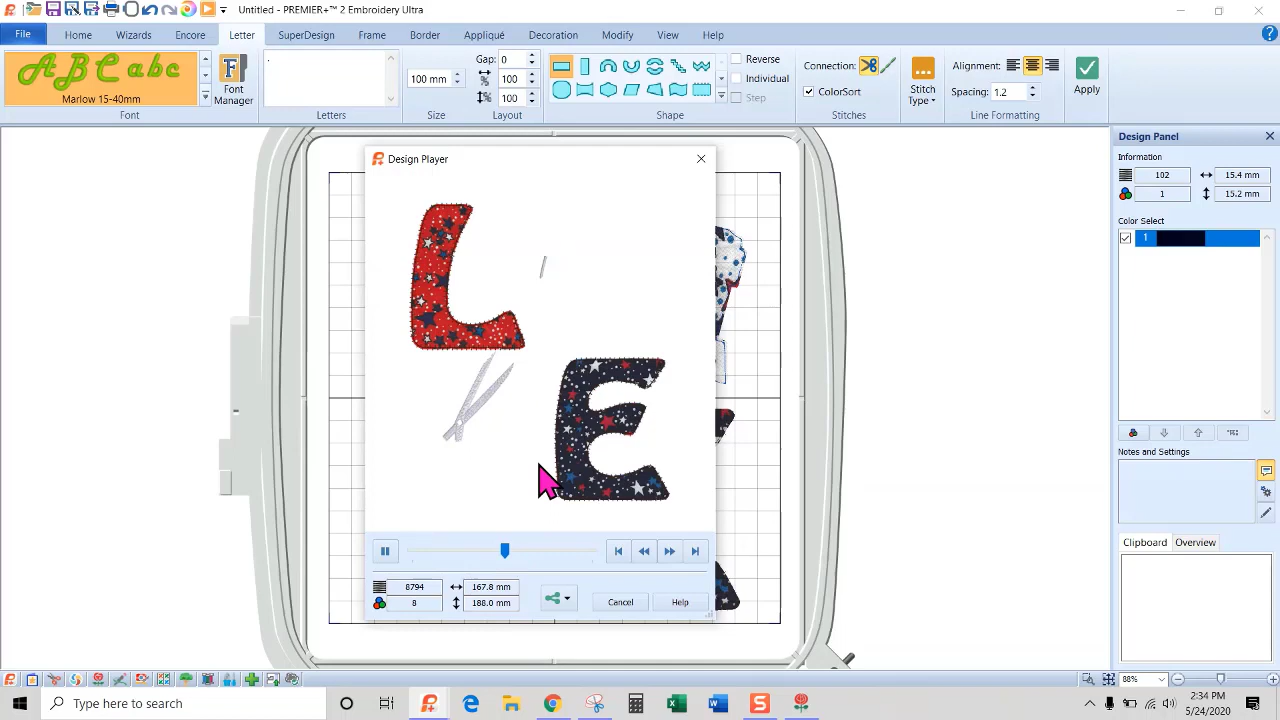 Untitled - PREMIER+™ 2 Embroidery Ultra
File Home Wizards Encore Letter SuperDesign Frame Border Appliqué Decoration Modify View Help
ABCabc
Marlow 15-40mm
Font
Font
Manager
Letters
100 mm
Size
Gap: 0
% 100
% 100
Layout
Shape
Reverse
Individual
Step
Connection:
ColorSort
Stitches
Stitch
Type
Alignment:
Spacing: 1.2
Line Formatting
Apply
Design Player
L
E
8794 167.8 mm
8 188.0 mm
Cancel
Help
Design Panel
Information
102 15.4 mm
1 15.2 mm
Color Select
1
Notes and Settings
Clipboard Overview
88%
Type here to search
2:34 PM
5/24/2020